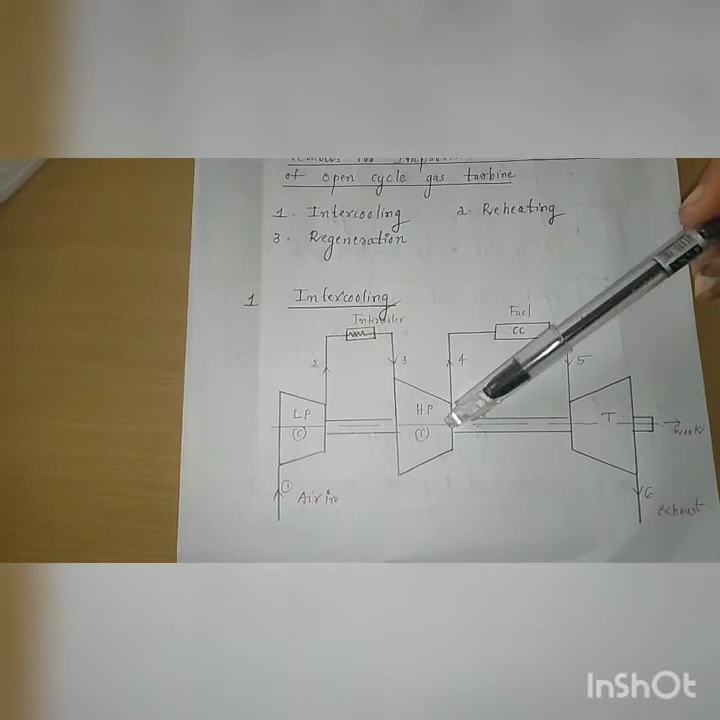 of open cycle gas turbine
1. Intercooling 2. Reheating
3. Regeneration
1 Intercooling
Intercooler
Fuel
CC
2 3 4 5
LP
HP
T
C
C
work
1
Air in
6
exhaust
InShOt